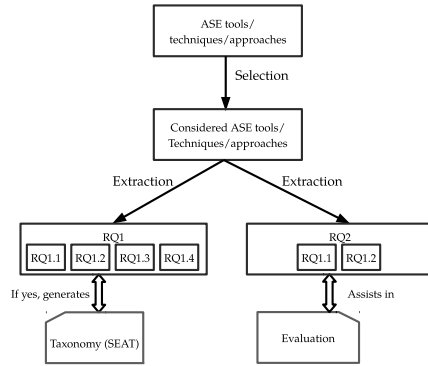 ASE tools/
techniques/approaches
Selection
Considered ASE tools/
Techniques/approaches
Extraction
Extraction
RQ1
RQ1.1 RQ1.2 RQ1.3 RQ1.4
RQ2
RQ1.1 RQ1.2
If yes, generates
Assists in
Taxonomy (SEAT)
Evaluation